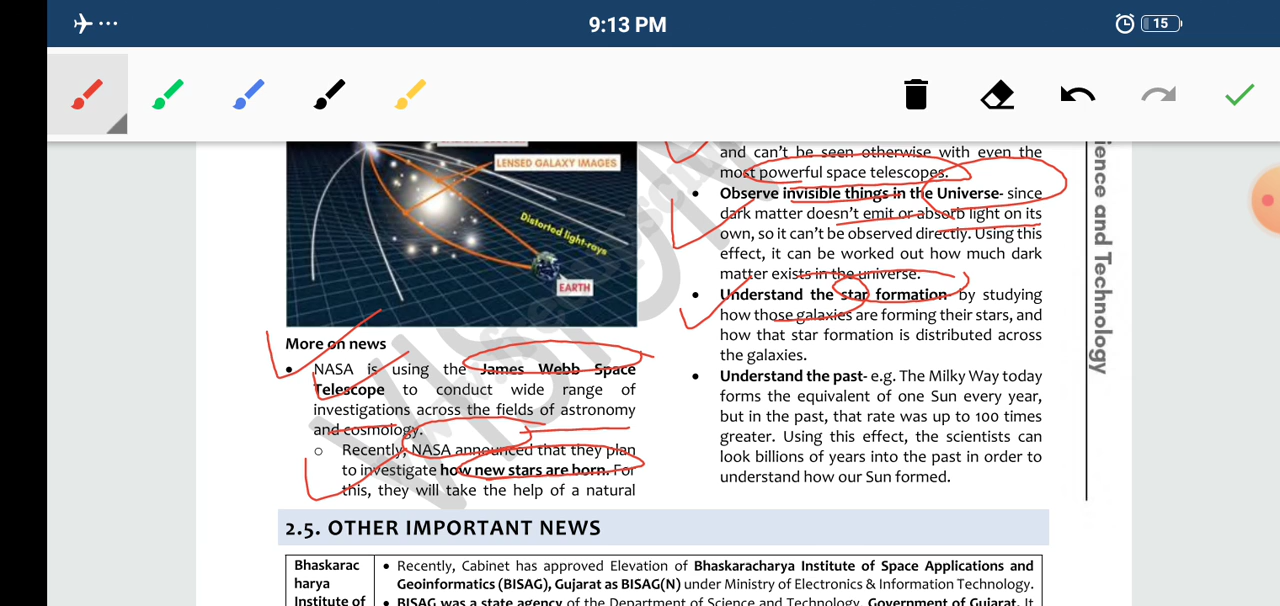 9:13 PM
15
LENSED GALAXY IMAGES
Distorted light-rays
EARTH
More on news
• NASA is using the James Webb Space
Telescope to conduct wide range of
investigations across the fields of astronomy
and cosmology.
o Recently, NASA announced that they plan
to investigate how new stars are born. For
this, they will take the help of a natural
and can't be seen otherwise with even the
most powerful space telescopes.
• Observe invisible things in the Universe- since
dark matter doesn't emit or absorb light on its
own, so it can't be observed directly. Using this
effect, it can be worked out how much dark
matter exists in the universe.
• Understand the star formation- by studying
how those galaxies are forming their stars, and
how that star formation is distributed across
the galaxies.
• Understand the past- e.g. The Milky Way today
forms the equivalent of one Sun every year,
but in the past, that rate was up to 100 times
greater. Using this effect, the scientists can
look billions of years into the past in order to
understand how our Sun formed.
ience and Technology
2.5. OTHER IMPORTANT NEWS
Bhaskarac
harya
Institute of
• Recently, Cabinet has approved Elevation of Bhaskaracharya Institute of Space Applications and
Geoinformatics (BISAG), Gujarat as BISAG(N) under Ministry of Electronics & Information Technology.
• BISAG was a state agency of the Department of Science and Technology, Government of Gujarat. It